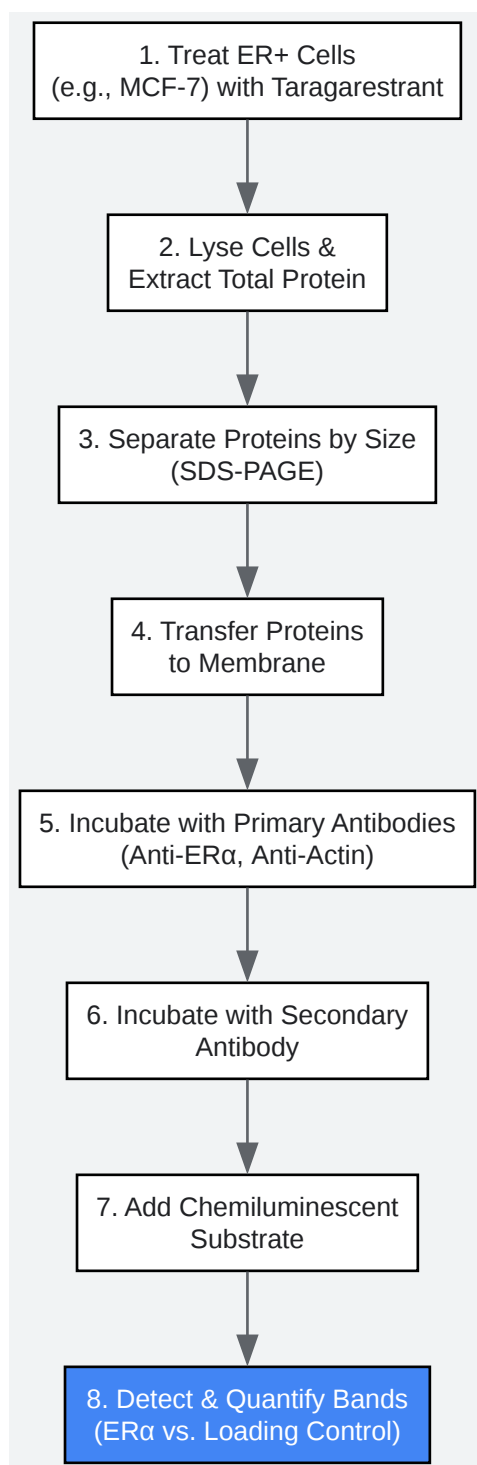 1. Treat ER+ Cells
(e.g., MCF-7) with Taragarestrant
2. Lyse Cells &
Extract Total Protein
3. Separate Proteins by Size
(SDS-PAGE)
4. Transfer Proteins
to Membrane
5. Incubate with Primary Antibodies
(Anti-ERα, Anti-Actin)
6. Incubate with Secondary
Antibody
7. Add Chemiluminescent
Substrate
8. Detect & Quantify Bands
(ERα vs. Loading Control)